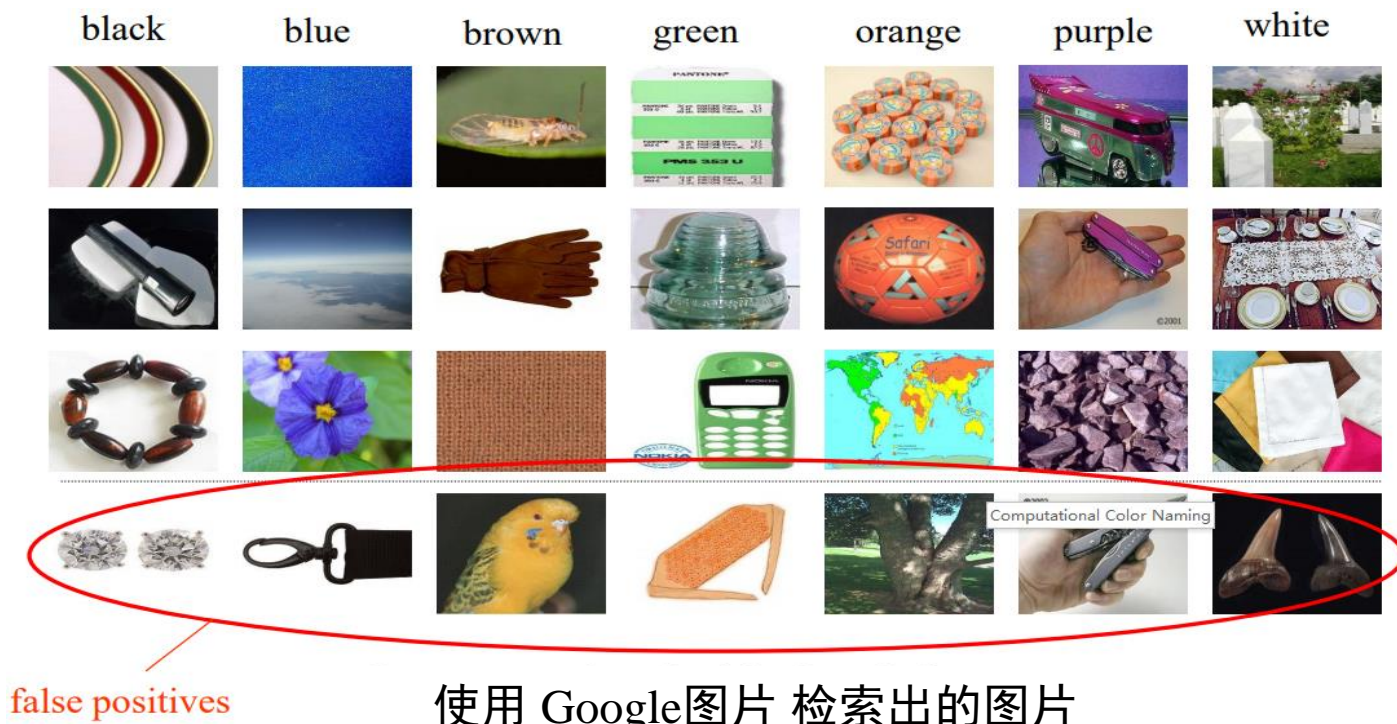 black
blue
brown
green
orange
purple
white
PANTONE
PMS 353 U
Safari
©2001
NOKIA
NOKIA
Computational Color Naming
false positives
使用 Google图片 检索出的图片